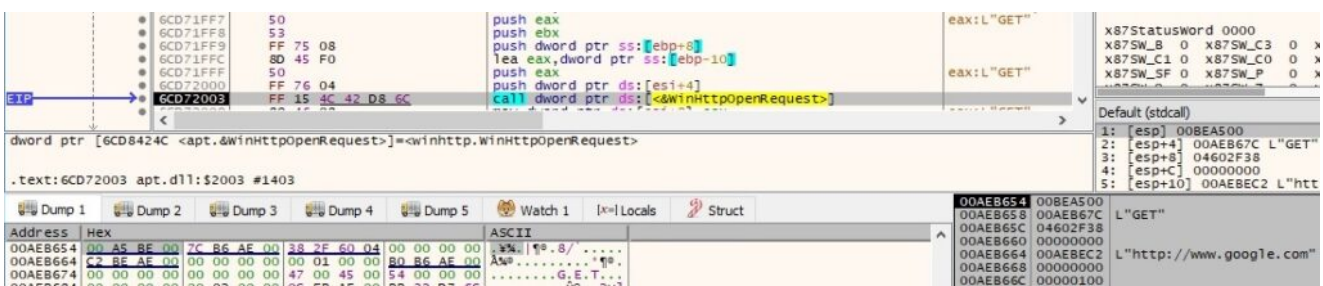 6CD71FF7 50 push eax eax:L"GET"
6CD71FF8 53 push ebx
6CD71FF9 FF 75 08 push dword ptr ss:[ebp+8]
6CD71FFC 8D 45 F0 lea eax,dword ptr ss:[ebp-10]
6CD71FFF 50 push eax eax:L"GET"
6CD72000 FF 76 04 push dword ptr ds:[esi+4]
EIP 6CD72003 FF 15 4C 42 D8 6C call dword ptr ds:[<&WinHttpOpenRequest>]
x87StatusWord 0000
x87SW_B 0 x87SW_C3 0
x87SW_C1 0 x87SW_C0 0
x87SW_SF 0 x87SW_P 0
Default (stdcall)
1: [esp] 00BEA500
2: [esp+4] 00AEB67C L"GET"
3: [esp+8] 04602F38
4: [esp+C] 00000000
5: [esp+10] 00AEBEC2 L"htt
dword ptr [6CD8424C <apt.&WinHttpOpenRequest>]=<winhttp.WinHttpOpenRequest>
.text:6CD72003 apt.dll:$2003 #1403
Dump 1 Dump 2 Dump 3 Dump 4 Dump 5 Watch 1 [x=] Locals Struct
Address Hex ASCII
00AEB654 00 A5 BE 00 7C B6 AE 00 38 2F 60 04 00 00 00 00 .¥¾.|¶®.8/`.....
00AEB664 C2 BE AE 00 00 00 00 00 00 01 00 00 B0 B6 AE 00
00AEB674 00 00 00 00 00 00 00 00 47 00 45 00 54 00 00 00 ........G.E.T...
00AEB654 00BEA500
00AEB658 00AEB67C L"GET"
00AEB65C 04602F38
00AEB660 00000000
00AEB664 00AEBEC2 L"http://www.google.com"
00AEB668 00000000
00AEB66C 00000100